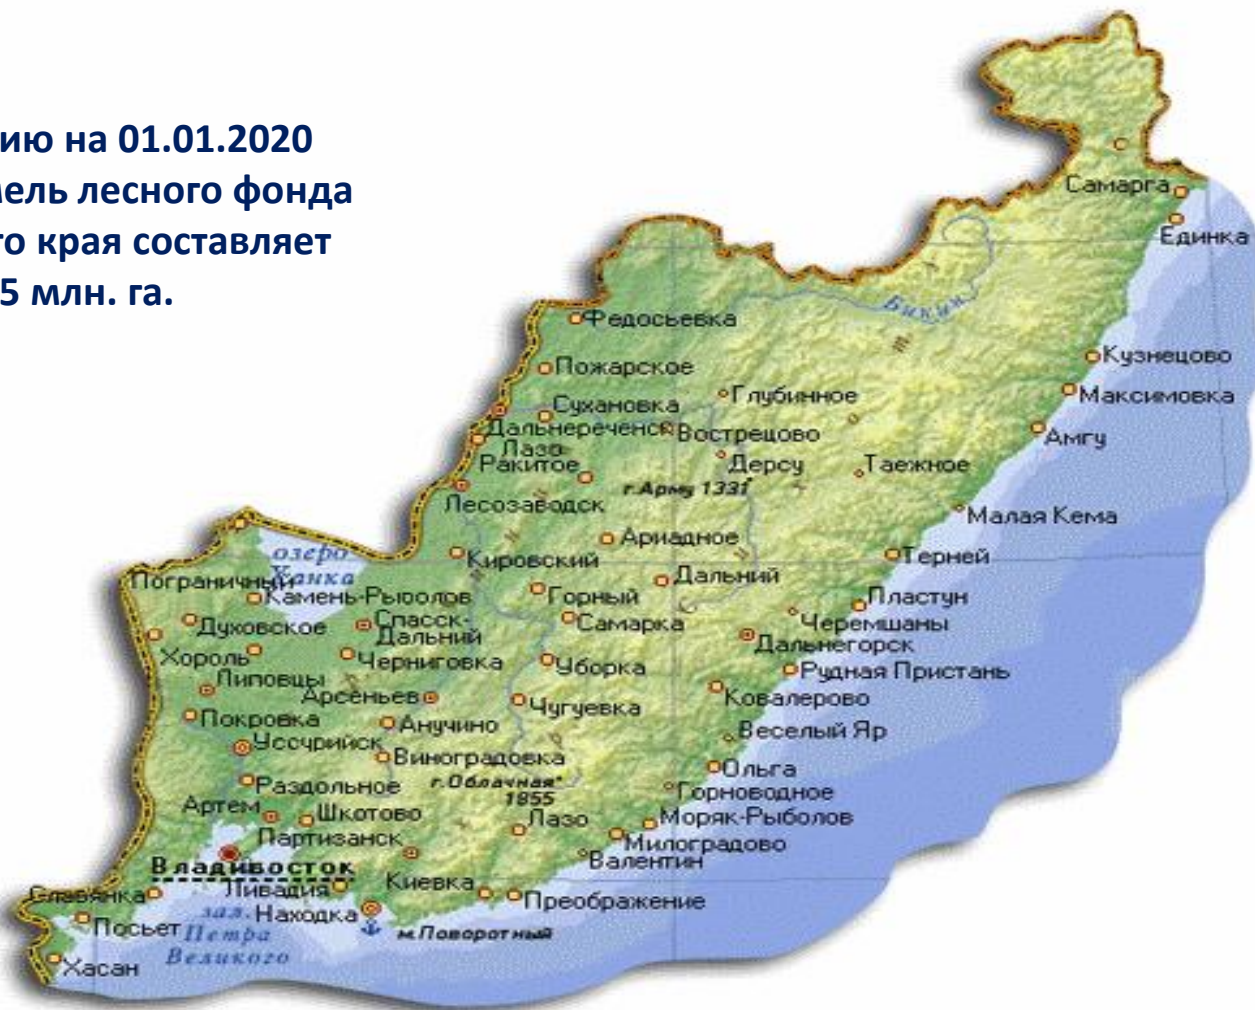 ию на 01.01.2020
ель лесного фонда
го края составляет
5 млн. га.
Самарга
Единка
Бикин
Федосьевка
Пожарское
Кузнецово
Глубинное
Максимовка
Сухановка
Дальнереченск
Вострецово
Амгу
Лазо
Ракитое
Дерсу
Таежное
г.Арму 1331
Лесозаводск
Малая Кема
озеро
Ханка
Ариадное
Кировский
Терней
Пограничный
Дальний
Камень-Рыболов
Горный
Пластун
Духовское
Спасск-
Дальний
Самарка
Черемшаны
Дальнегорск
Хороль
Черниговка
Уборка
Рудная Пристань
Липовцы
Арсеньев
Чугуевка
Ковалерово
Покровка
Анучино
Веселый Яр
Уссурийск
Виноградовка
Ольга
Раздольное
г.Облачная
1855
Горноводное
Артем
Шкотово
Лазо
Моряк-Рыболов
Партизанск
Милоградово
Валентин
Владивосток
Славянка
Ливадия
Киевка
Преображение
зал.
Петра
Великого
Находка
Посьет
м.Поворотный
Хасан